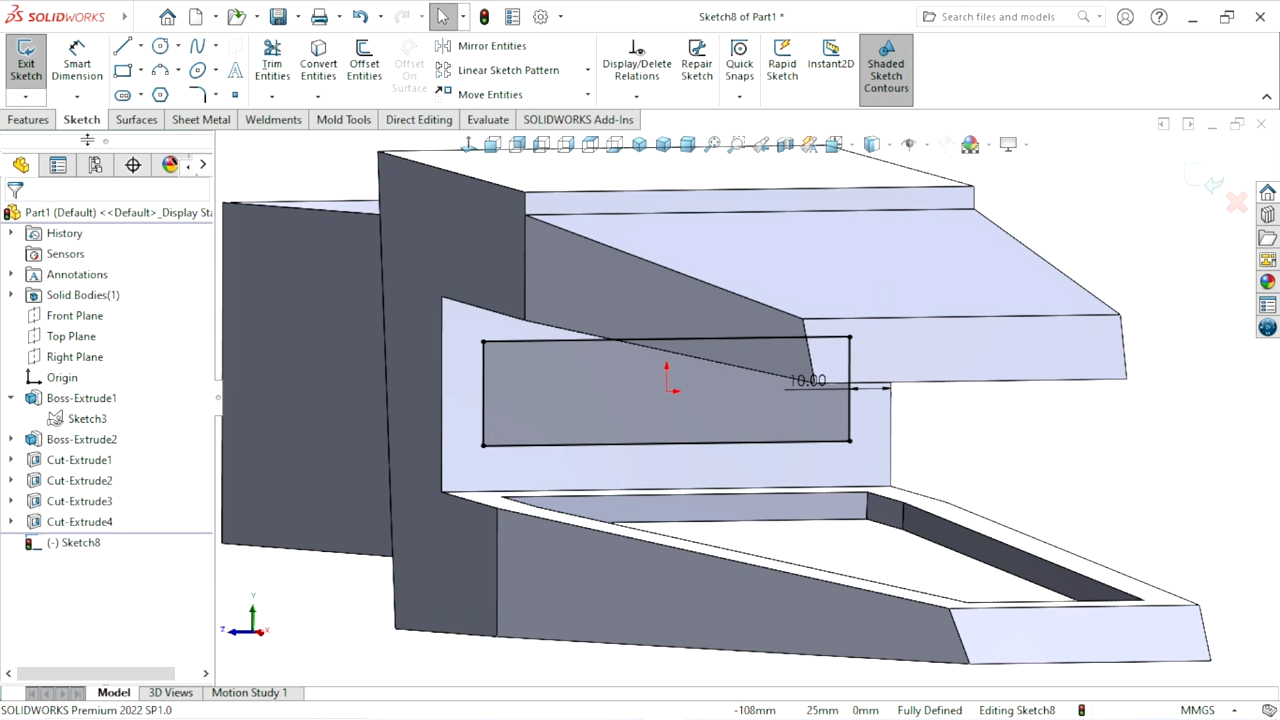 SOLIDWORKS
Sketch8 of Part1 *
Search files and models
Exit Sketch
Smart Dimension
Trim Entities
Convert Entities
Offset Entities
Offset On Surface
Mirror Entities
Linear Sketch Pattern
Move Entities
Display/Delete Relations
Repair Sketch
Quick Snaps
Rapid Sketch
Instant2D
Shaded Sketch Contours
Features
Sketch
Surfaces
Sheet Metal
Weldments
Mold Tools
Direct Editing
Evaluate
SOLIDWORKS Add-Ins
Part1 (Default) <<Default>_Display Sta
History
Sensors
Annotations
Solid Bodies(1)
Front Plane
Top Plane
Right Plane
Origin
Boss-Extrude1
Sketch3
Boss-Extrude2
Cut-Extrude1
Cut-Extrude2
Cut-Extrude3
Cut-Extrude4
(-) Sketch8
10.00
Y
Z
X
Model
3D Views
Motion Study 1
SOLIDWORKS Premium 2022 SP1.0
-108mm
25mm
0mm
Fully Defined
Editing Sketch8
MMGS